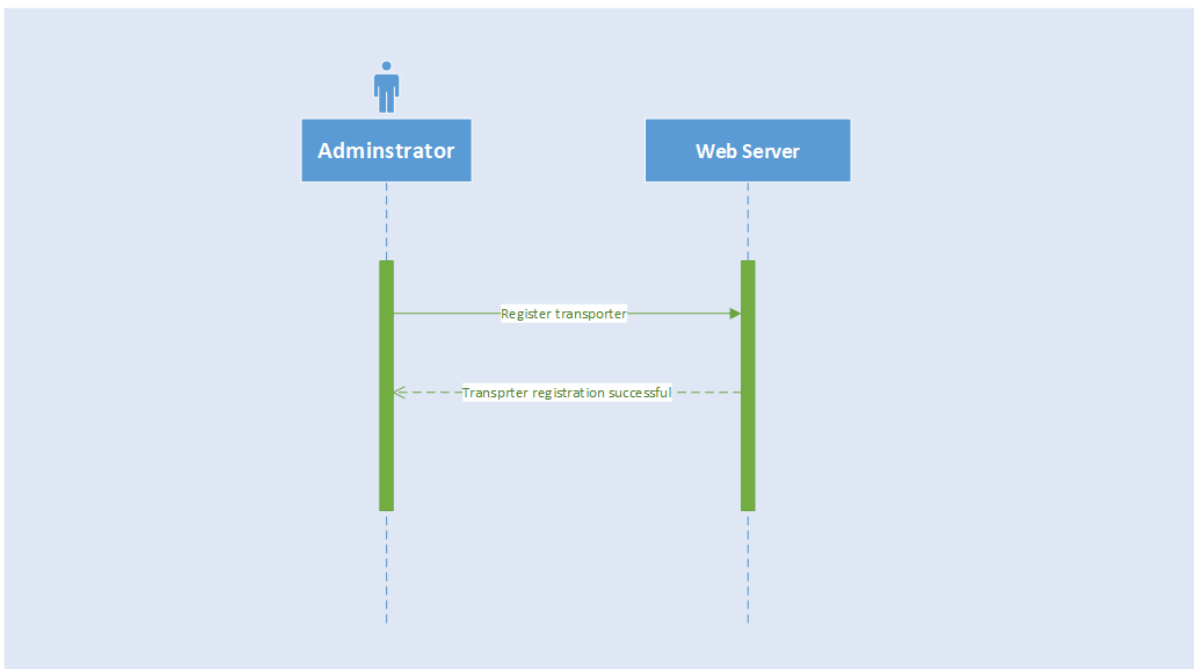 Adminstrator
Web Server
Register transporter
Transprter registration successful